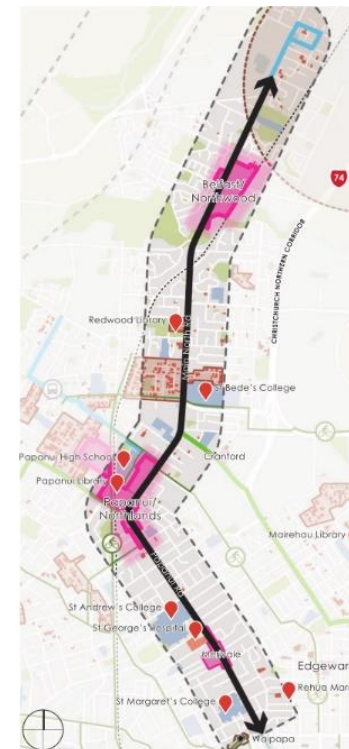 74
Belfast/
Northwood
CHRISTCHURCH NORTHERN CORRIDOR
Redwood Library
Main North Rd
St Bede's College
Papanui High School
Cranford
Papanui Library
Papanui/
Northlands
Mairehau Library
Papanui Rd
St Andrew's College
St George's Hospital
Merivale
Edgewar
Rehua Mar
St Margaret's College
Waipapa